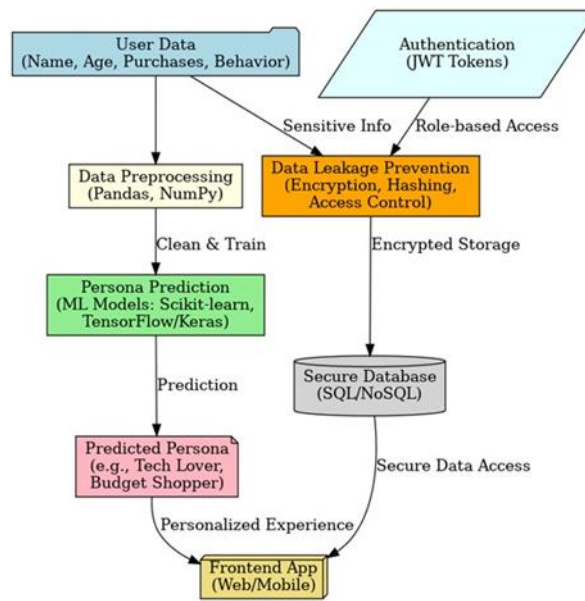 User Data
(Name, Age, Purchases, Behavior)
Authentication
(JWT Tokens)
Sensitive Info
Role-based Access
Data Preprocessing
(Pandas, NumPy)
Data Leakage Prevention
(Encryption, Hashing,
Access Control)
Clean & Train
Encrypted Storage
Persona Prediction
(ML Models: Scikit-learn,
TensorFlow/Keras)
Prediction
Secure Database
(SQL/NoSQL)
Predicted Persona
(e.g., Tech Lover,
Budget Shopper)
Secure Data Access
Personalized Experience
Frontend App
(Web/Mobile)